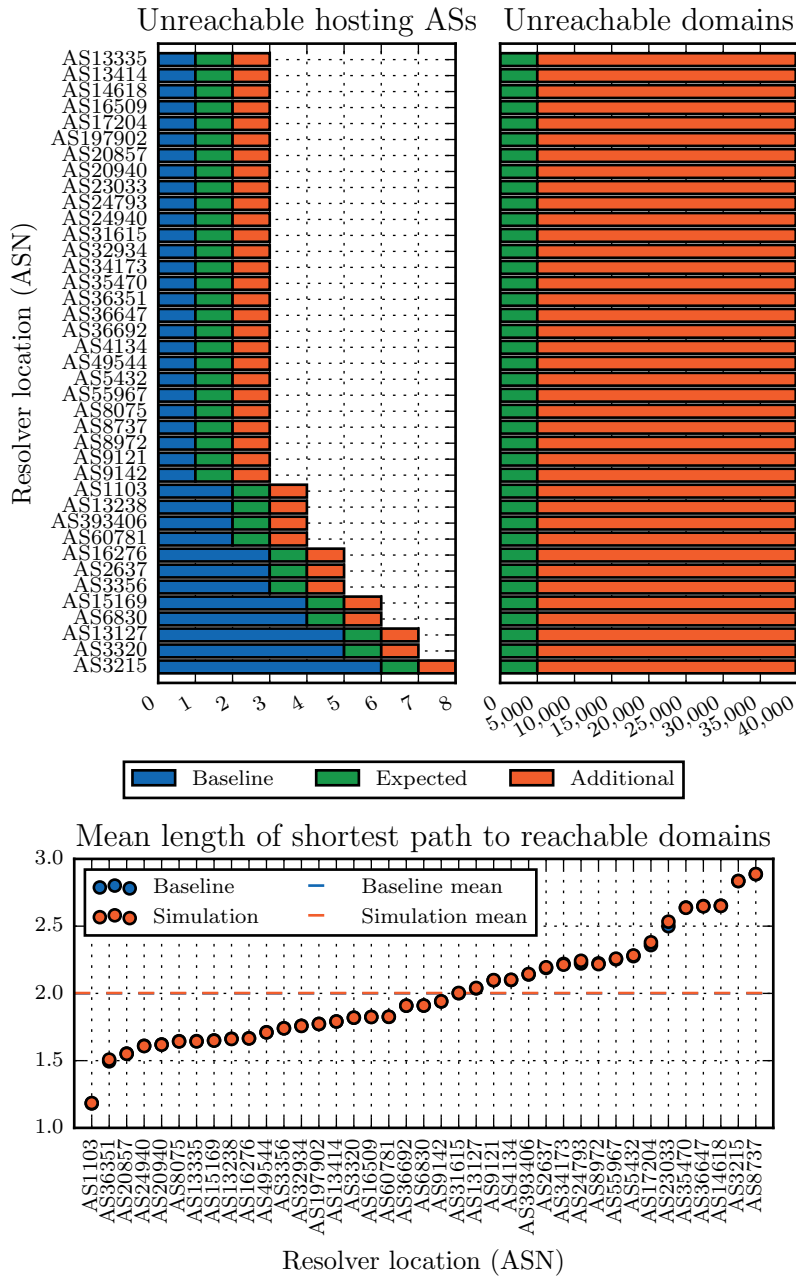 Unreachable hosting ASs
Unreachable domains
Resolver location (ASN)
AS13335
AS13414
AS14618
AS16509
AS17204
AS197902
AS20857
AS20940
AS23033
AS24793
AS24940
AS31615
AS32934
AS34173
AS35470
AS36351
AS36647
AS36692
AS4134
AS49544
AS5432
AS55967
AS8075
AS8737
AS8972
AS9121
AS9142
AS1103
AS13238
AS393406
AS60781
AS16276
AS2637
AS3356
AS15169
AS6830
AS13127
AS3320
AS3215
0 1 2 3 4 5 6 7 8
0 5,000 10,000 15,000 20,000 25,000 30,000 35,000 40,000
Baseline Expected Additional
Mean length of shortest path to reachable domains
3.0
2.5
2.0
1.5
1.0
Baseline Baseline mean
Simulation Simulation mean
AS1103
AS36351
AS20857
AS24940
AS20940
AS8075
AS13335
AS15169
AS13238
AS16276
AS49544
AS3356
AS32934
AS197902
AS13414
AS3320
AS16509
AS60781
AS36692
AS6830
AS9142
AS31615
AS13127
AS9121
AS4134
AS393406
AS2637
AS34173
AS24793
AS8972
AS55967
AS5432
AS17204
AS23033
AS35470
AS36647
AS14618
AS3215
AS8737
Resolver location (ASN)